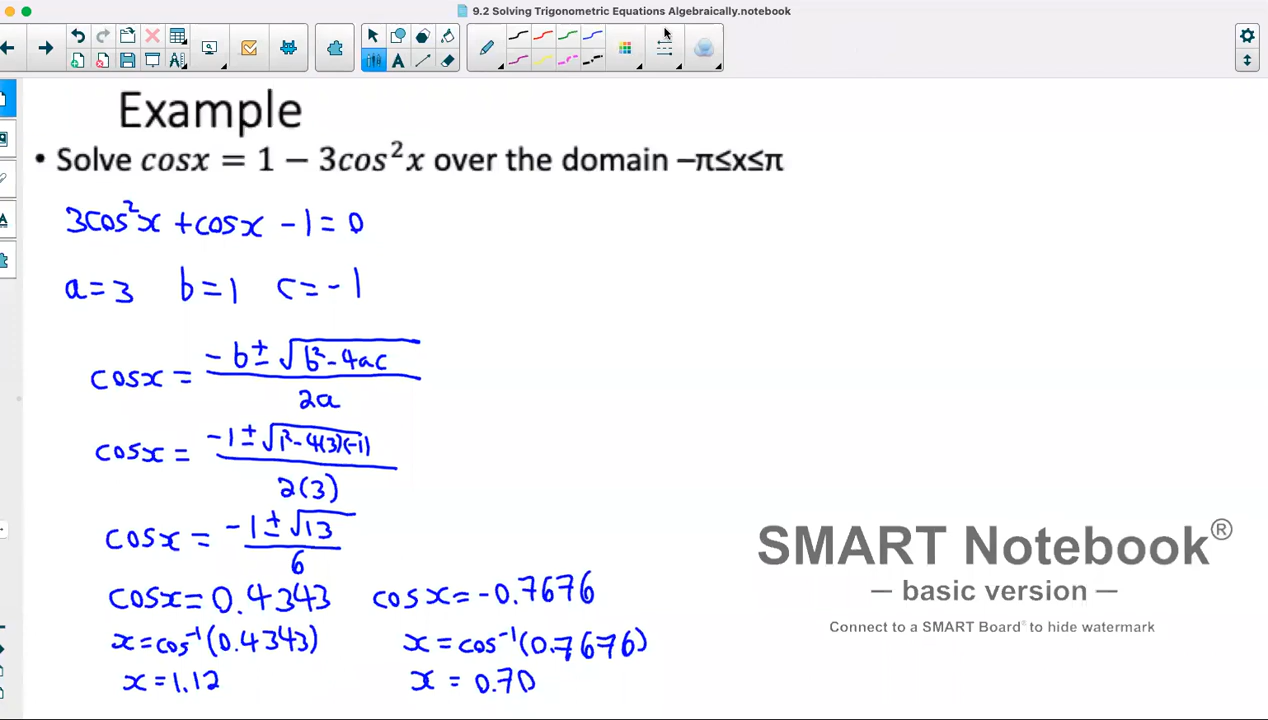 9.2 Solving Trigonometric Equations Algebraically.notebook
Example
• Solve cosx = 1 − 3cos²x over the domain –π≤x≤π
3cos²x + cosx - 1 = 0
a = 3 b = 1 c = - 1
cosx = (-b ± √(b² - 4ac)) / 2a
cosx = (-1 ± √(1² - 4(3)(-1))) / 2(3)
cosx = (-1 ± √13) / 6
cosx = 0.4343 cosx = -0.7676
x = cos⁻¹(0.4343) x = cos⁻¹(0.7676)
x = 1.12 x = 0.70
SMART Notebook®
— basic version —
Connect to a SMART Board® to hide watermark